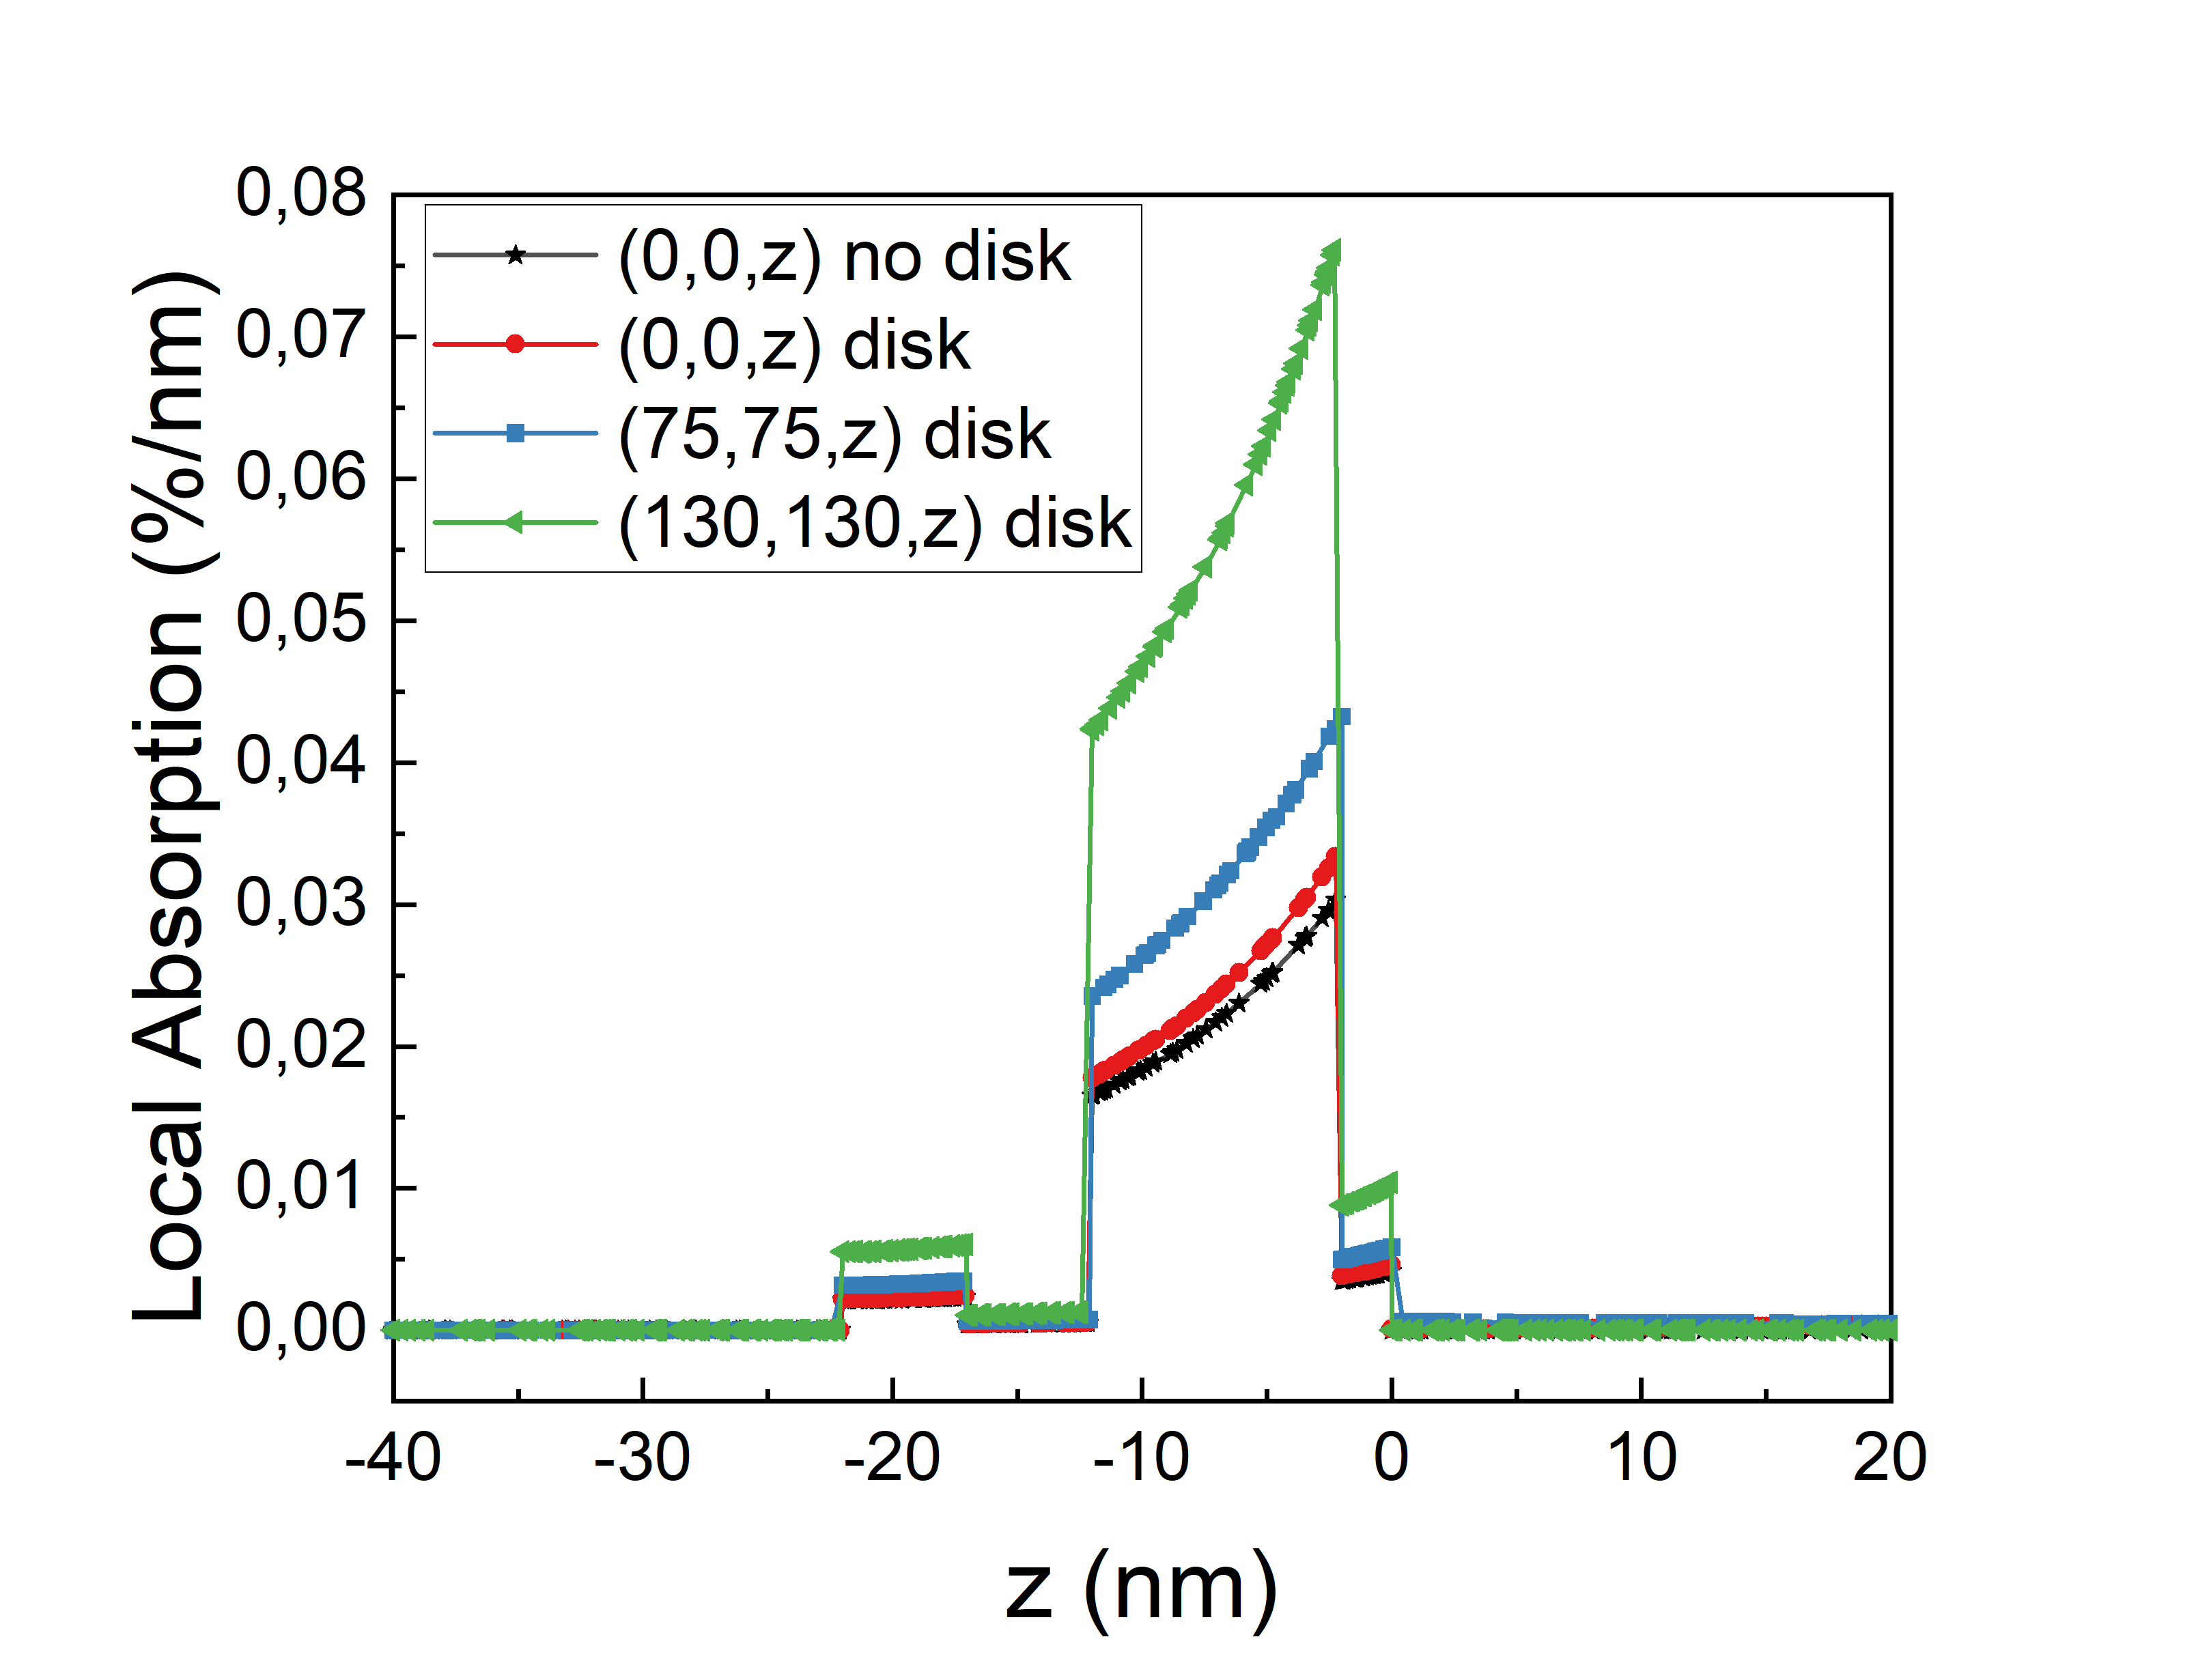 0,08
0,07
0,06
0,05
0,04
0,03
0,02
0,01
0,00
Local Absorption (%/nm)
(0,0,z) no disk
(0,0,z) disk
(75,75,z) disk
(130,130,z) disk
-40 -30 -20 -10 0 10 20
z (nm)